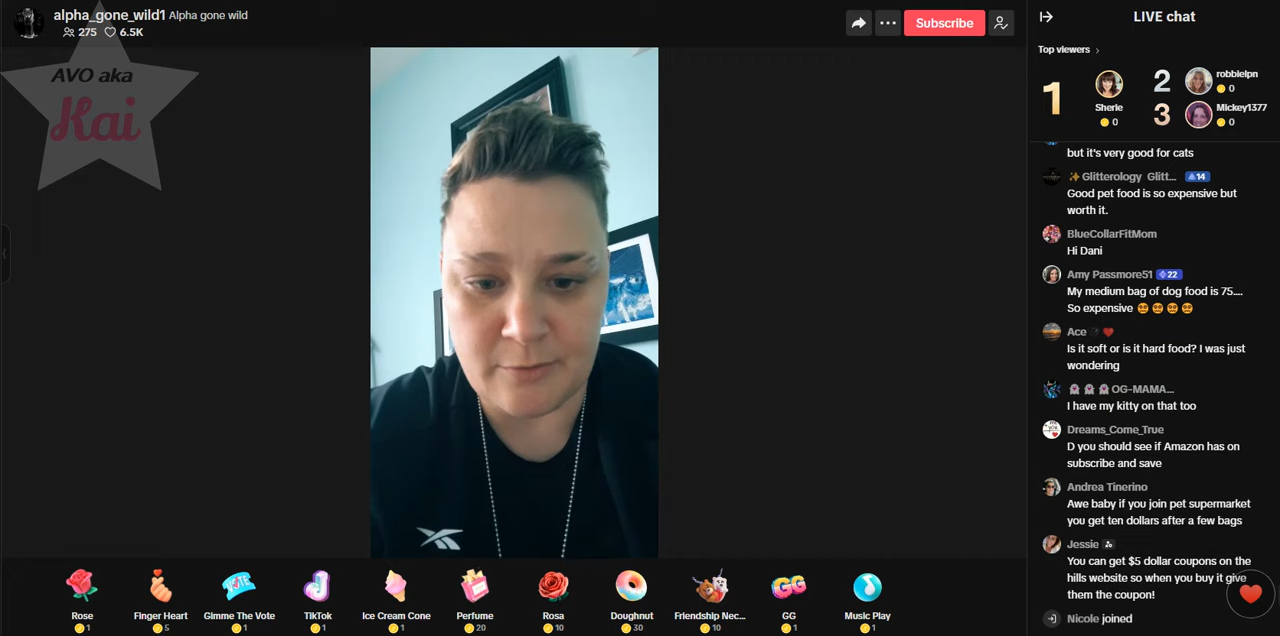 alpha_gone_wild1 Alpha gone wild
275 6.5K
Subscribe
AVO aka
Kai
LIVE chat
Top viewers
1
Sherie
0
2
robbielpn
0
3
Mickey1377
0
but it's very good for cats
Glitterology Glitt... 14
Good pet food is so expensive but
worth it.
BlueCollarFitMom
Hi Dani
Amy Passmore51 22
My medium bag of dog food is 75....
So expensive
Ace
Is it soft or is it hard food? I was just
wondering
OG-MAMA...
I have my kitty on that too
Dreams_Come_True
D you should see if Amazon has on
subscribe and save
Andrea Tinerino
Awe baby if you join pet supermarket
you get ten dollars after a few bags
Jessie
You can get $5 dollar coupons on the
hills website so when you buy it give
them the coupon!
Nicole joined
GG
Rose
1
Finger Heart
5
Gimme The Vote
1
TikTok
1
Ice Cream Cone
1
Perfume
20
Rosa
10
Doughnut
30
Friendship Nec...
10
GG
1
Music Play
1